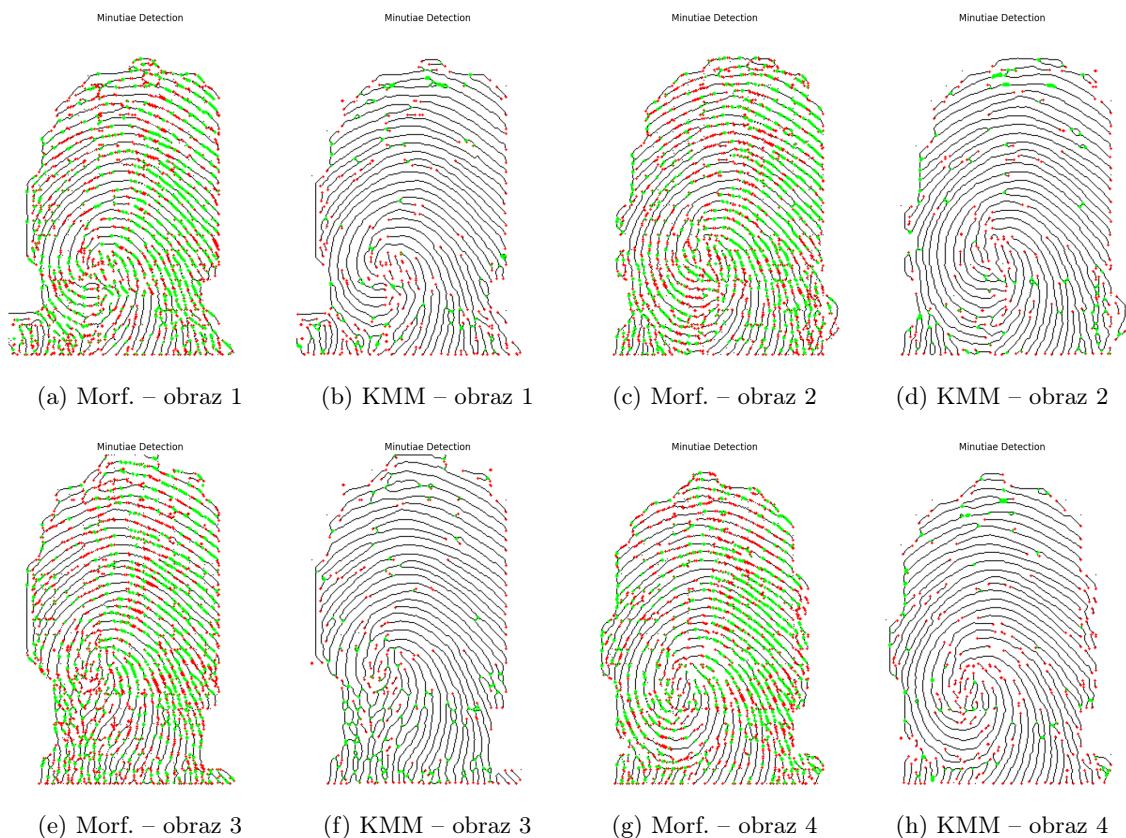 Minutiae Detection
Minutiae Detection
Minutiae Detection
Minutiae Detection
(a) Morf. – obraz 1
(b) KMM – obraz 1
(c) Morf. – obraz 2
(d) KMM – obraz 2
Minutiae Detection
Minutiae Detection
Minutiae Detection
Minutiae Detection
(e) Morf. – obraz 3
(f) KMM – obraz 3
(g) Morf. – obraz 4
(h) KMM – obraz 4